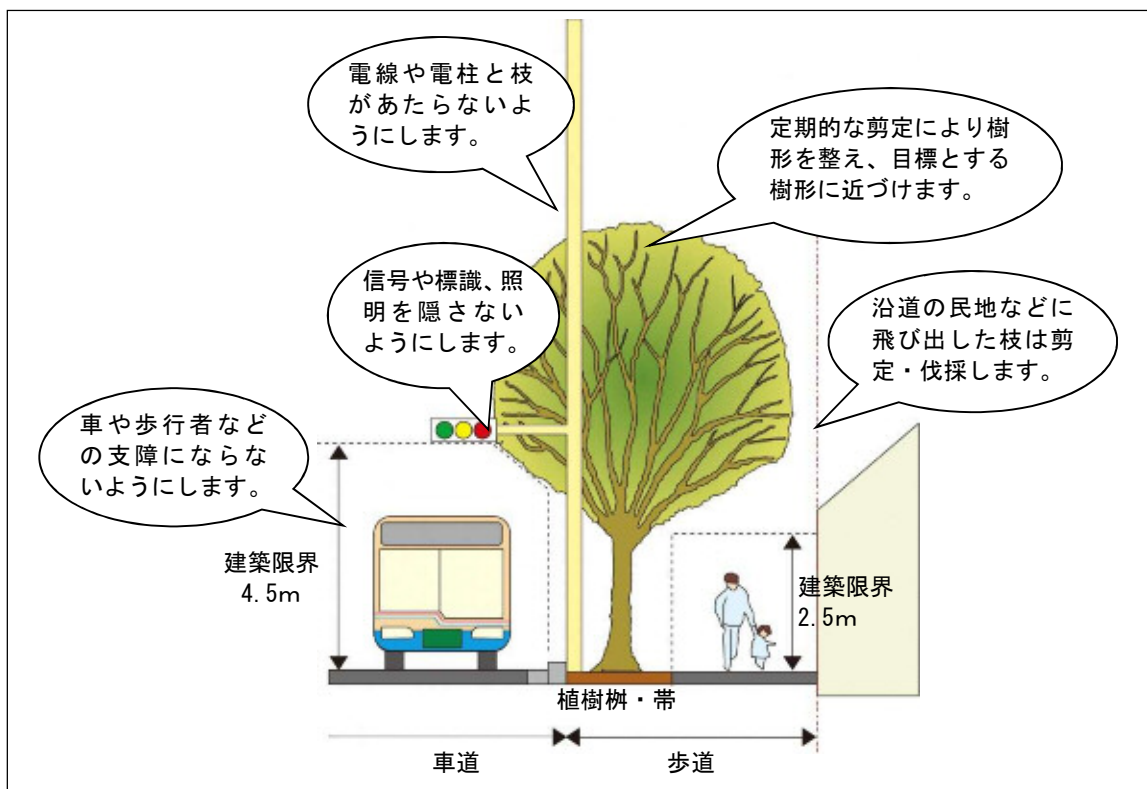 電線や電柱と枝
があたらないよ
うにします。
定期的な剪定により樹
形を整え、目標とする
樹形に近づけます。
信号や標識、照
明を隠さない
ようにします。
沿道の民地などに
飛び出した枝は剪
定・伐採します。
車や歩行者など
の支障にならな
いようにします。
建築限界
4.5m
建築限界
2.5m
植樹桝・帯
車道
歩道